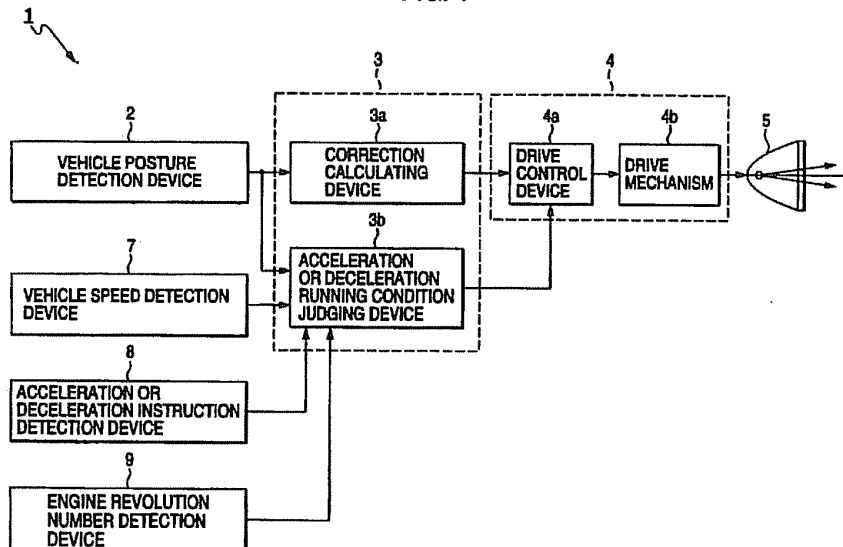 1
3
4
2
VEHICLE POSTURE
DETECTION DEVICE
3a
CORRECTION
CALCULATING
DEVICE
4a
DRIVE
CONTROL
DEVICE
4b
DRIVE
MECHANISM
5
3b
ACCELERATION
OR DECELERATION
RUNNING CONDITION
JUDGING DEVICE
7
VEHICLE SPEED DETECTION
DEVICE
8
ACCELERATION OR
DECELERATION INSTRUCTION
DETECTION DEVICE
9
ENGINE REVOLUTION
NUMBER DETECTION
DEVICE